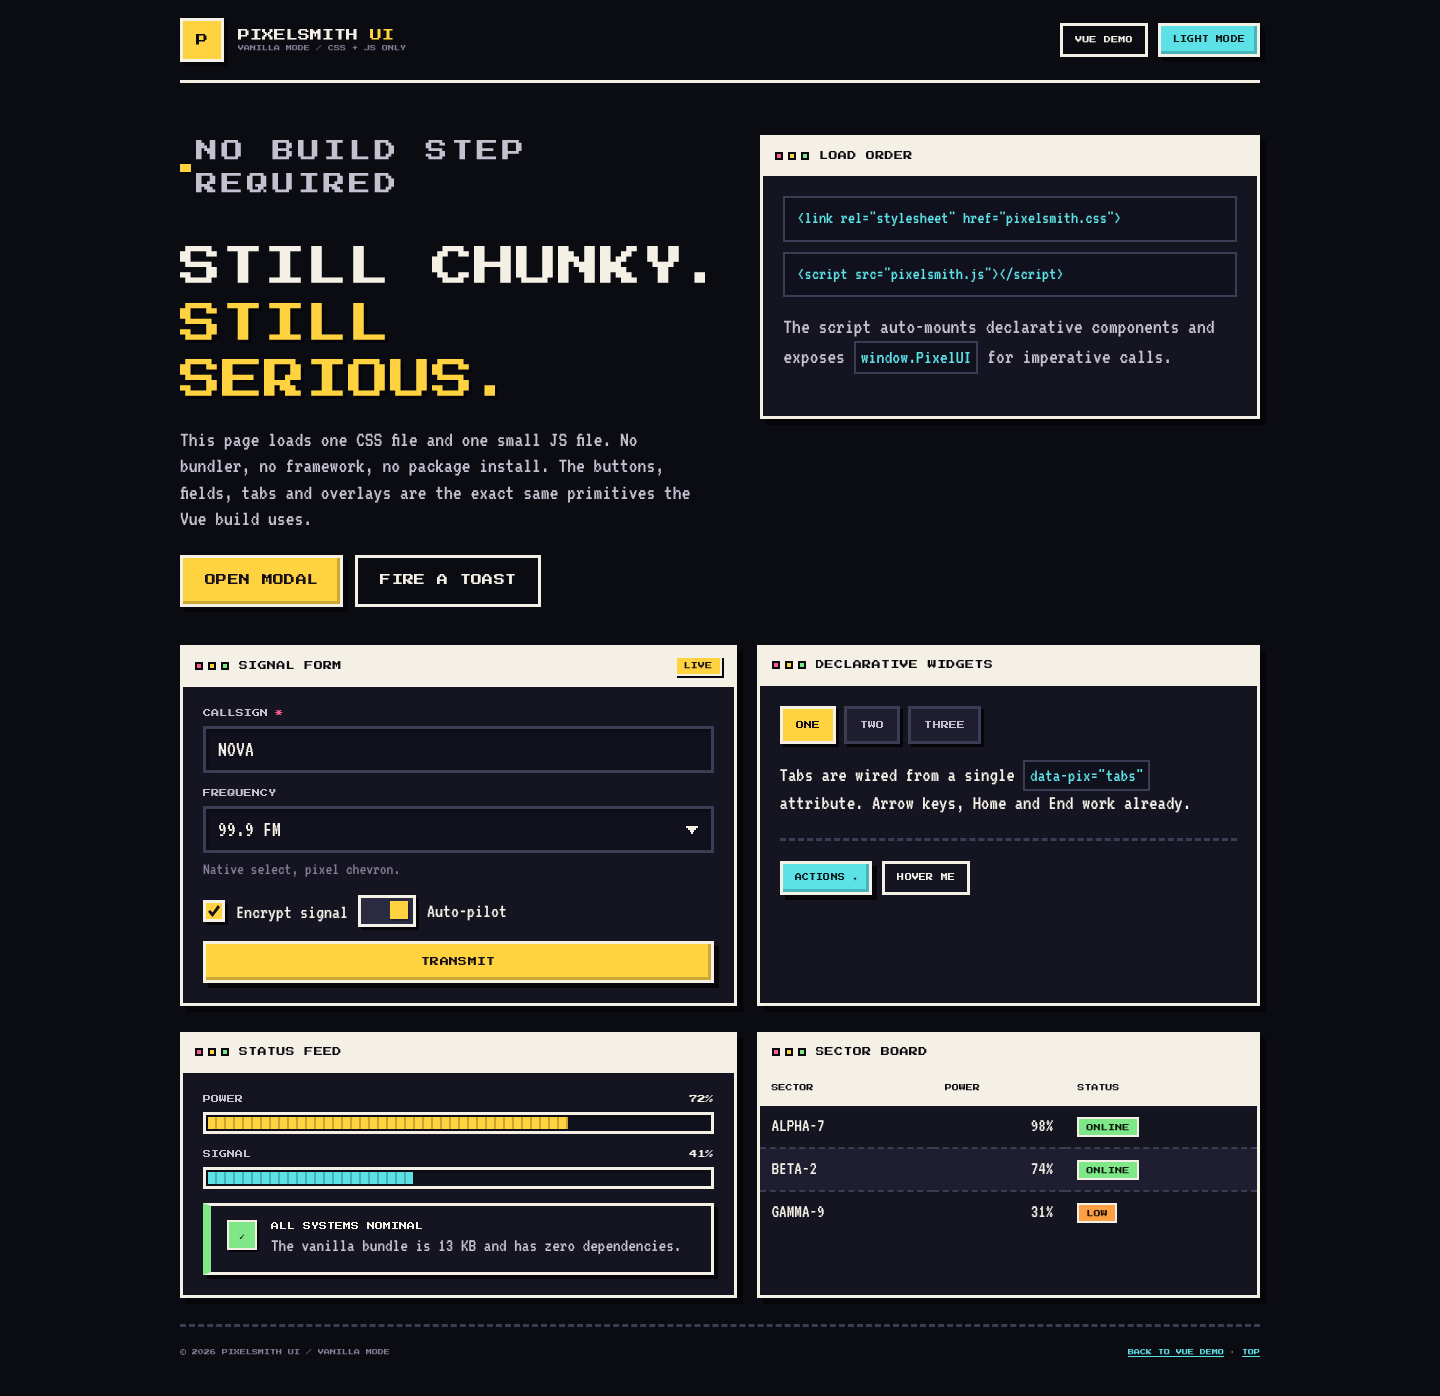 P
PIXELSMITH UI
VANILLA MODE / CSS + JS ONLY
VUE DEMO
LIGHT MODE
NO BUILD STEP
REQUIRED
STILL CHUNKY.
STILL
SERIOUS.
This page loads one CSS file and one small JS file. No
bundler, no framework, no package install. The buttons,
fields, tabs and overlays are the exact same primitives the
Vue build uses.
OPEN MODAL
FIRE A TOAST
LOAD ORDER
<link rel="stylesheet" href="pixelsmith.css">
<script src="pixelsmith.js"></script>
The script auto-mounts declarative components and
exposes window.PixelUI for imperative calls.
SIGNAL FORM
LIVE
CALLSIGN *
NOVA
FREQUENCY
99.9 FM
Native select, pixel chevron.
Encrypt signal
Auto-pilot
TRANSMIT
DECLARATIVE WIDGETS
ONE
TWO
THREE
Tabs are wired from a single data-pix="tabs"
attribute. Arrow keys, Home and End work already.
ACTIONS
HOVER ME
STATUS FEED
POWER 72%
SIGNAL 41%
✓
ALL SYSTEMS NOMINAL
The vanilla bundle is 13 KB and has zero dependencies.
SECTOR BOARD
SECTOR POWER STATUS
ALPHA-7 98% ONLINE
BETA-2 74% ONLINE
GAMMA-9 31% LOW
© 2026 PIXELSMITH UI / VANILLA MODE
BACK TO VUE DEMO · TOP